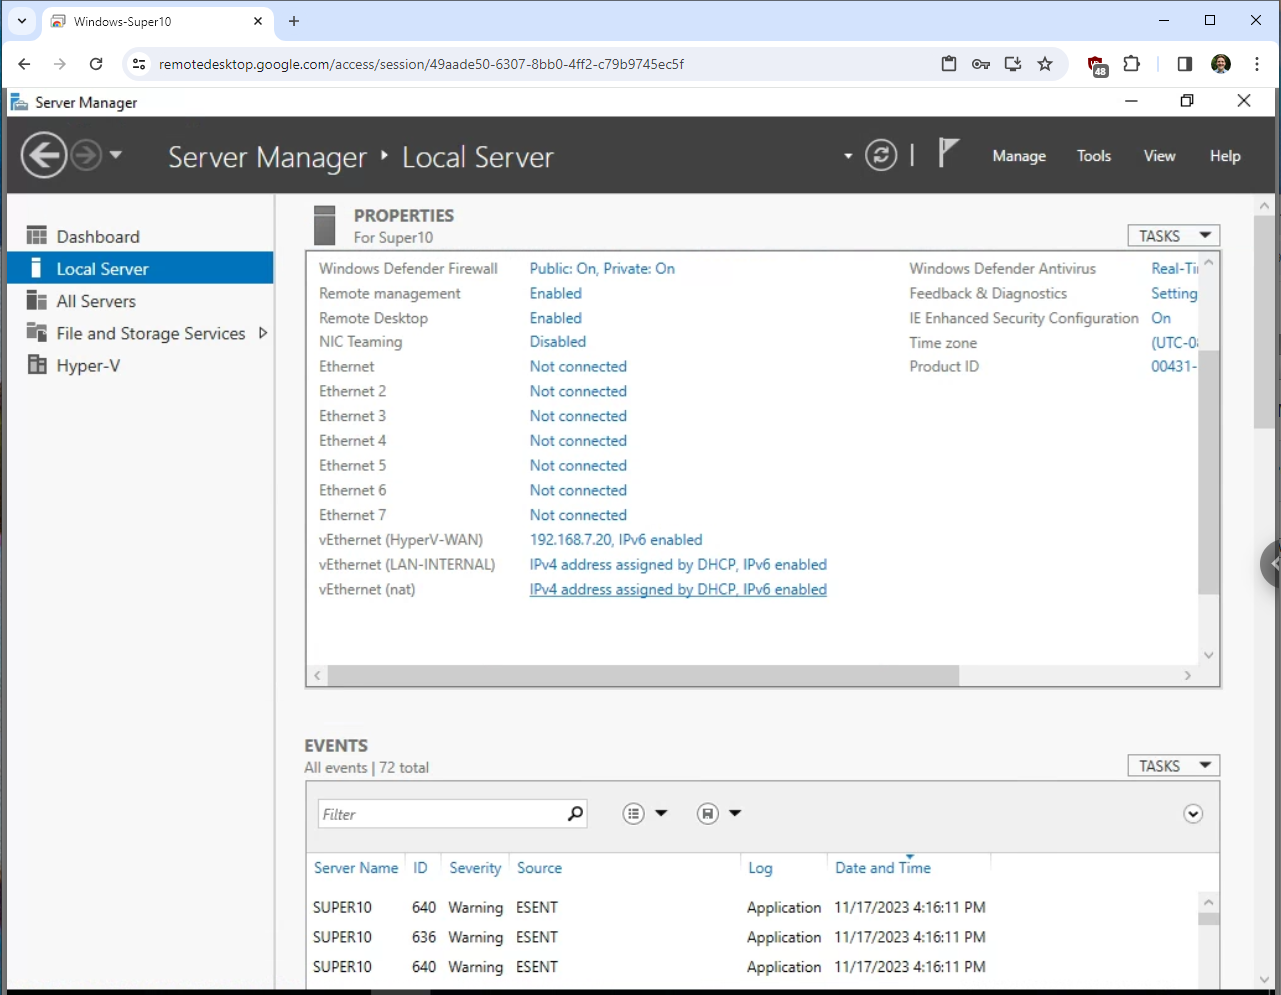 Windows-Super10
remotedesktop.google.com/access/session/49aade50-6307-8bb0-4ff2-c79b9745ec5f
48
Server Manager
Server Manager Local Server
Manage Tools View Help
Dashboard
Local Server
All Servers
File and Storage Services
Hyper-V
PROPERTIES
For Super10
TASKS
Windows Defender Firewall Public: On, Private: On Windows Defender Antivirus Real-Ti
Remote management Enabled Feedback & Diagnostics Setting
Remote Desktop Enabled IE Enhanced Security Configuration On
NIC Teaming Disabled Time zone (UTC-08
Ethernet Not connected Product ID 00431-
Ethernet 2 Not connected
Ethernet 3 Not connected
Ethernet 4 Not connected
Ethernet 5 Not connected
Ethernet 6 Not connected
Ethernet 7 Not connected
vEthernet (HyperV-WAN) 192.168.7.20, IPv6 enabled
vEthernet (LAN-INTERNAL) IPv4 address assigned by DHCP, IPv6 enabled
vEthernet (nat) IPv4 address assigned by DHCP, IPv6 enabled
EVENTS
All events | 72 total
TASKS
Filter
Server Name ID Severity Source Log Date and Time
SUPER10 640 Warning ESENT Application 11/17/2023 4:16:11 PM
SUPER10 636 Warning ESENT Application 11/17/2023 4:16:11 PM
SUPER10 640 Warning ESENT Application 11/17/2023 4:16:11 PM